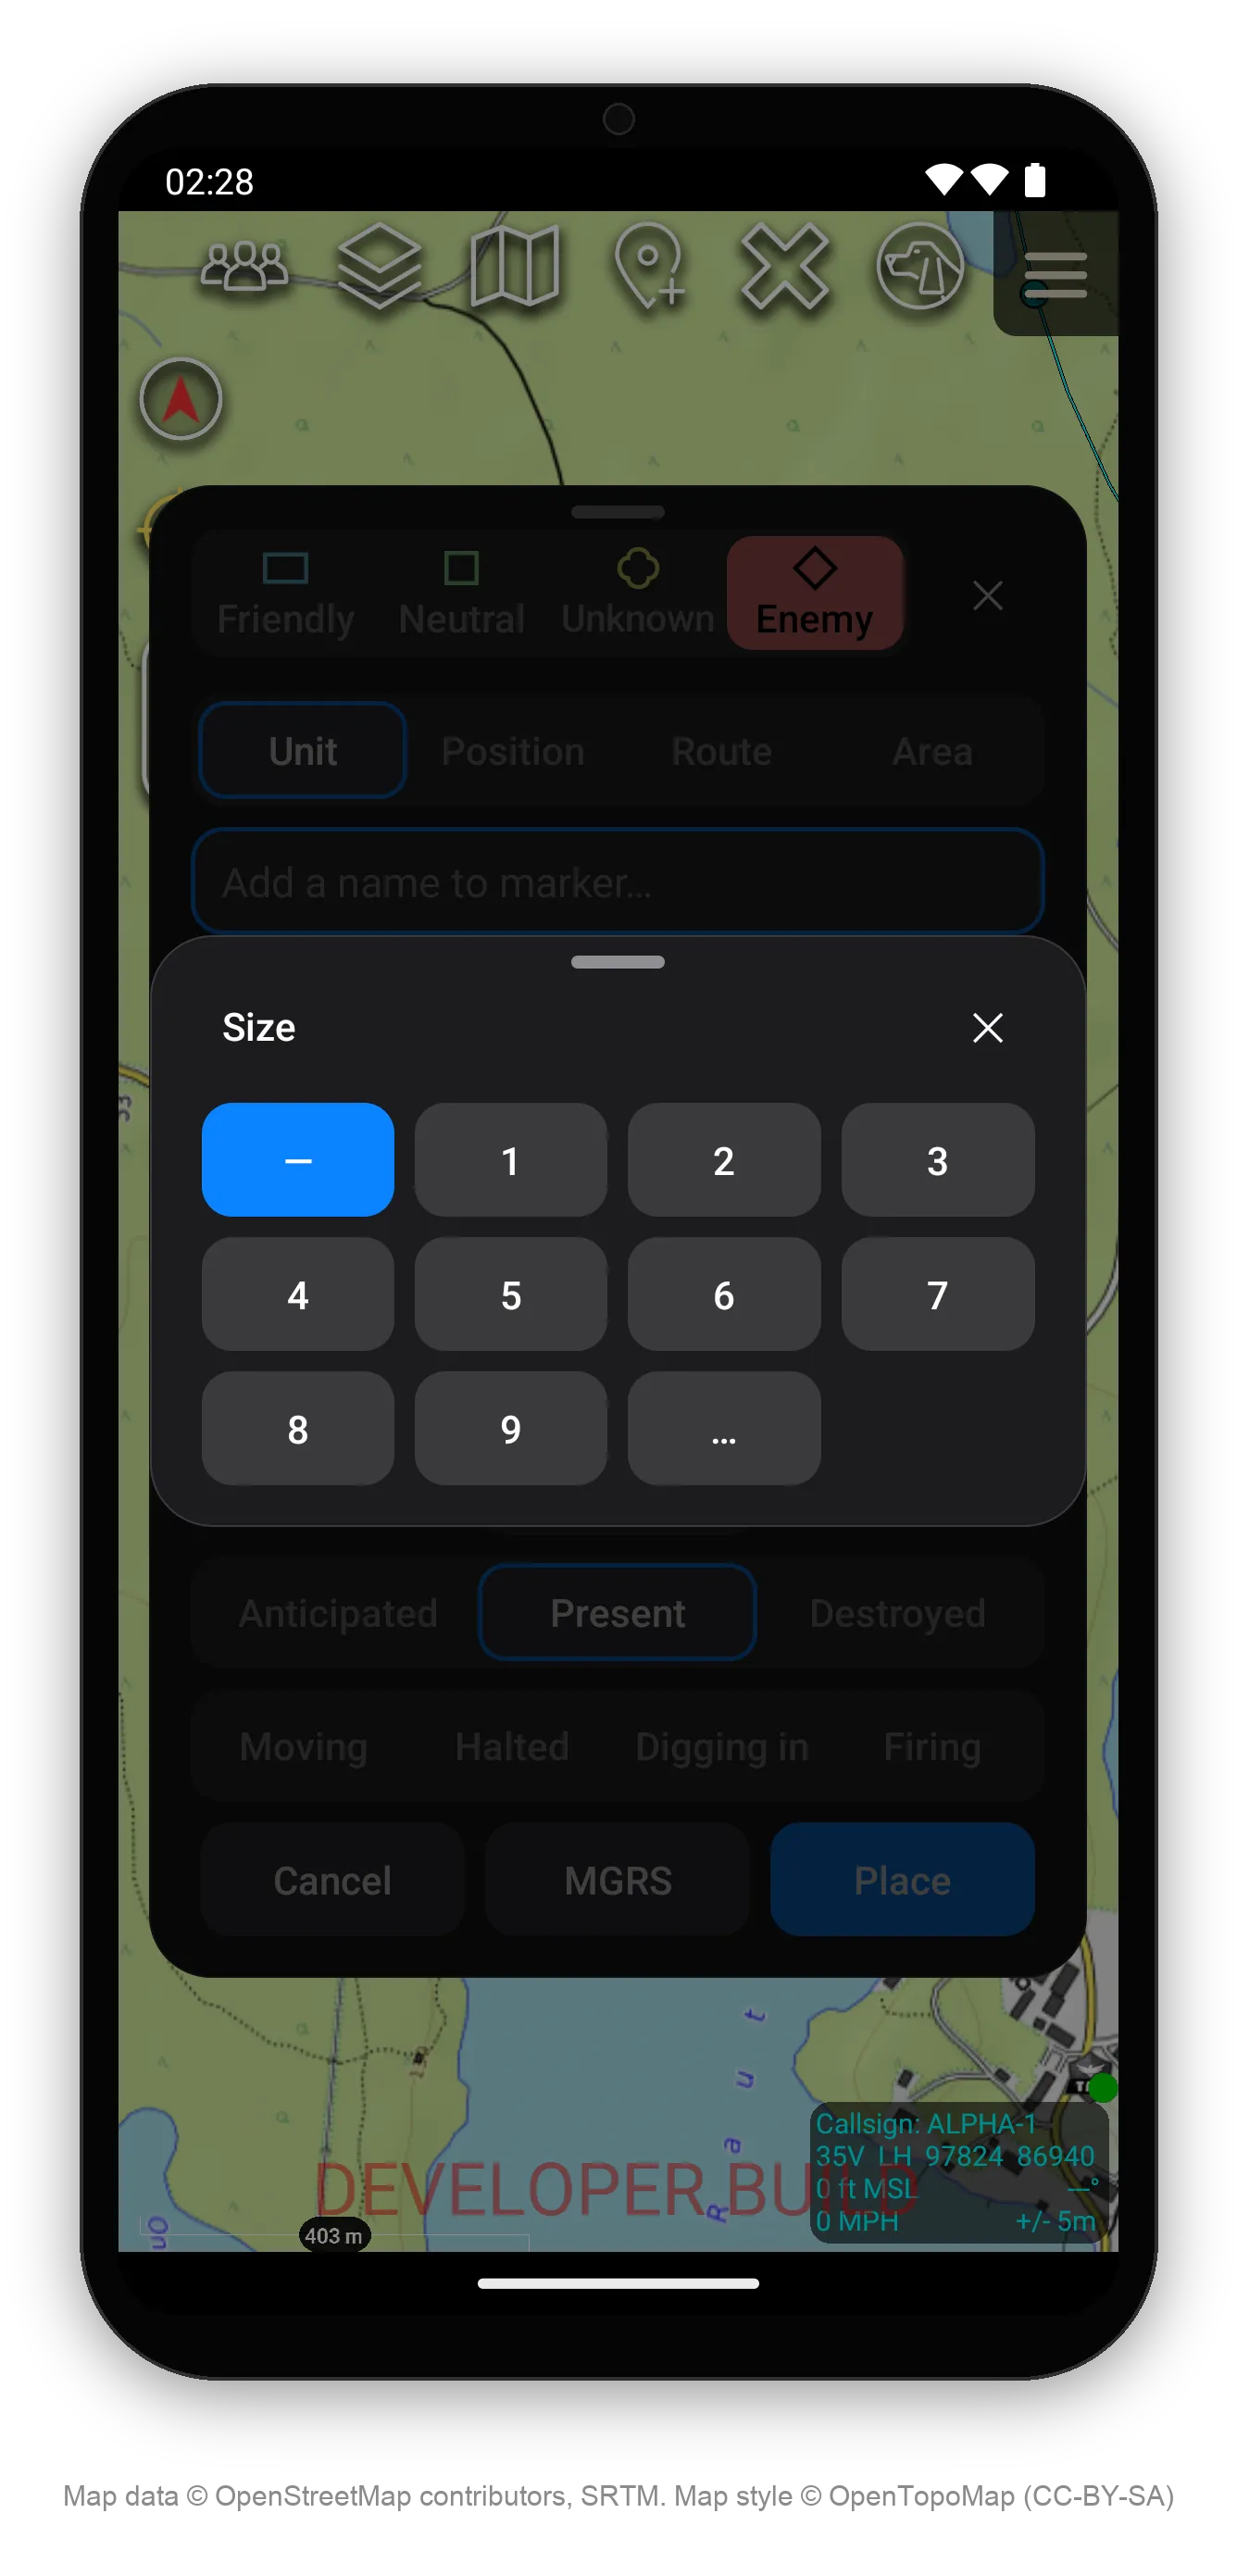 02:28
Friendly Neutral Unknown Enemy
Unit Position Route Area
Add a name to marker...
Size
– 1 2 3
4 5 6 7
8 9 ...
Anticipated Present Destroyed
Moving Halted Digging in Firing
Cancel MGRS Place
Raut
Callsign: ALPHA-1
35V LH 97824 86940
0 ft MSL —°
0 MPH +/- 5m
DEVELOPER BUILD
403 m
Map data © OpenStreetMap contributors, SRTM. Map style © OpenTopoMap (CC-BY-SA)